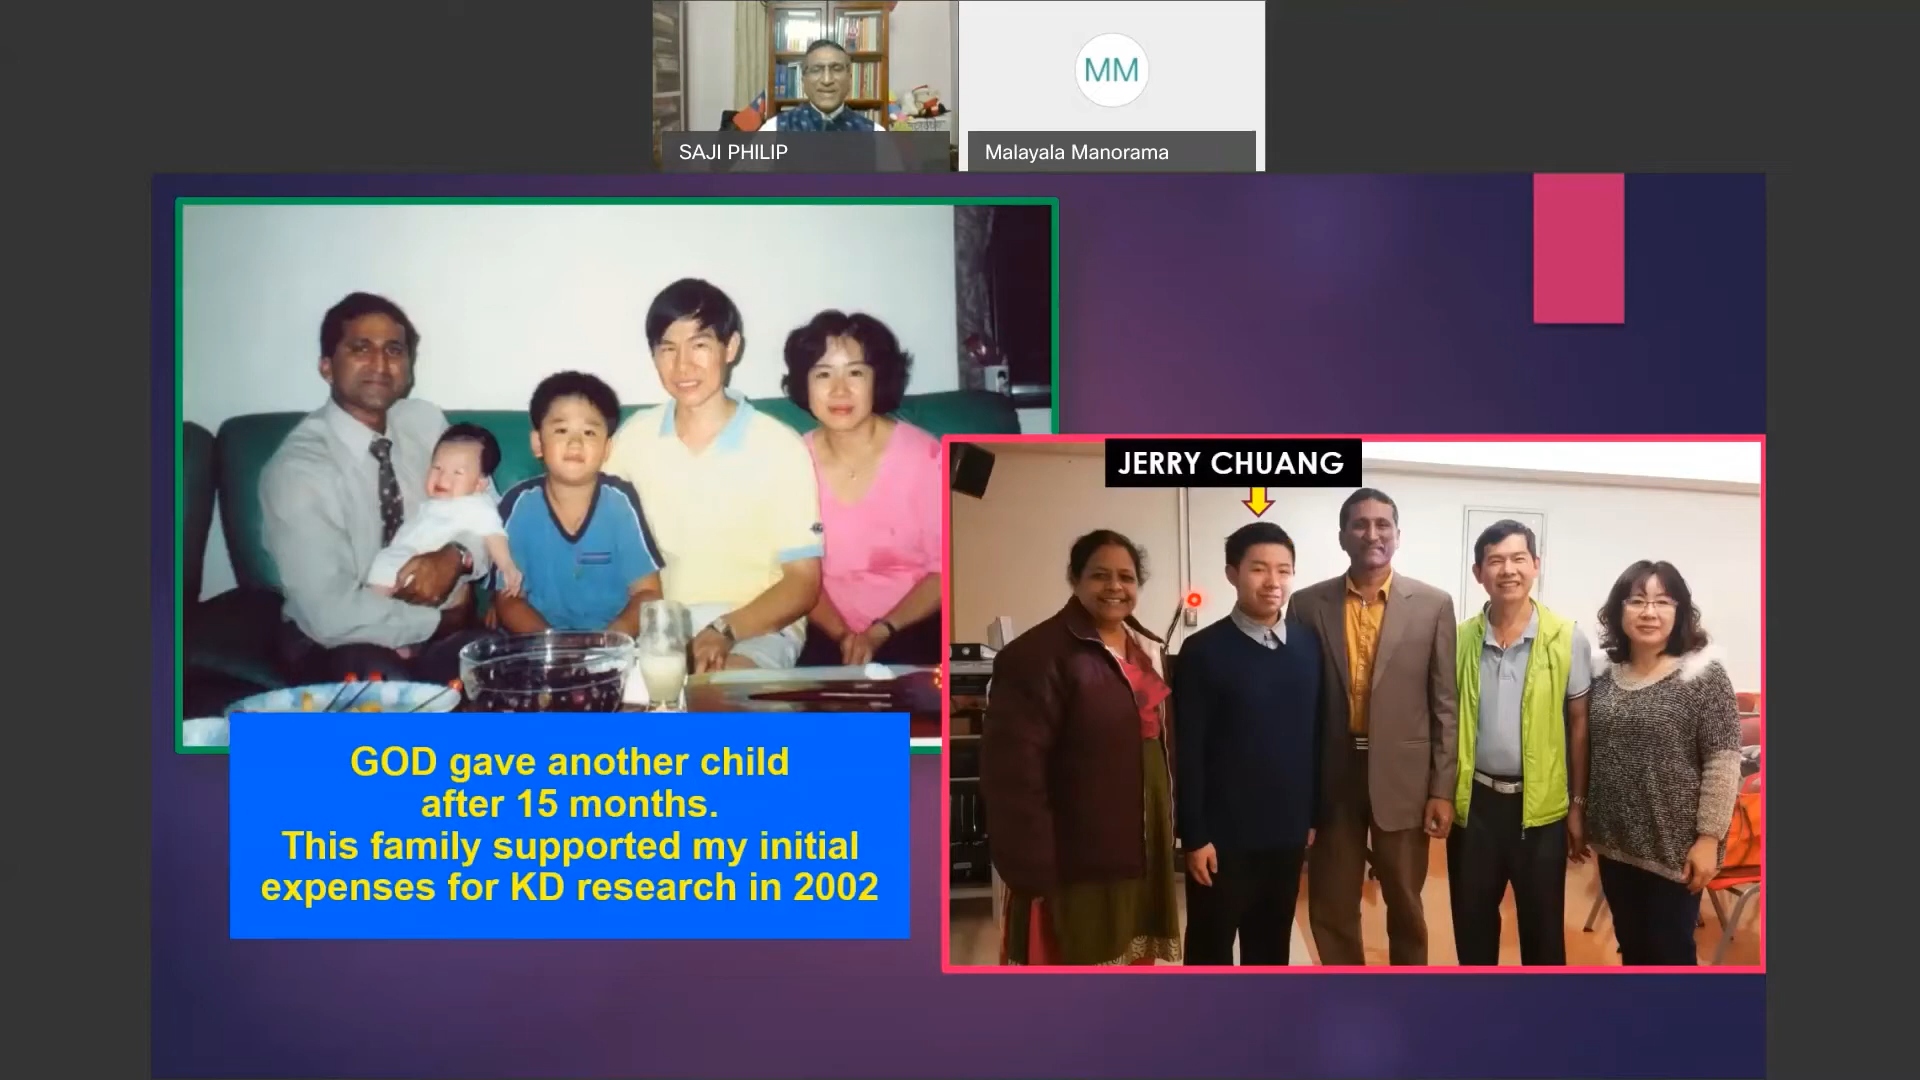 MM
SAJI PHILIP
Malayala Manorama
JERRY CHUANG
GOD gave another child
after 15 months.
This family supported my initial
expenses for KD research in 2002